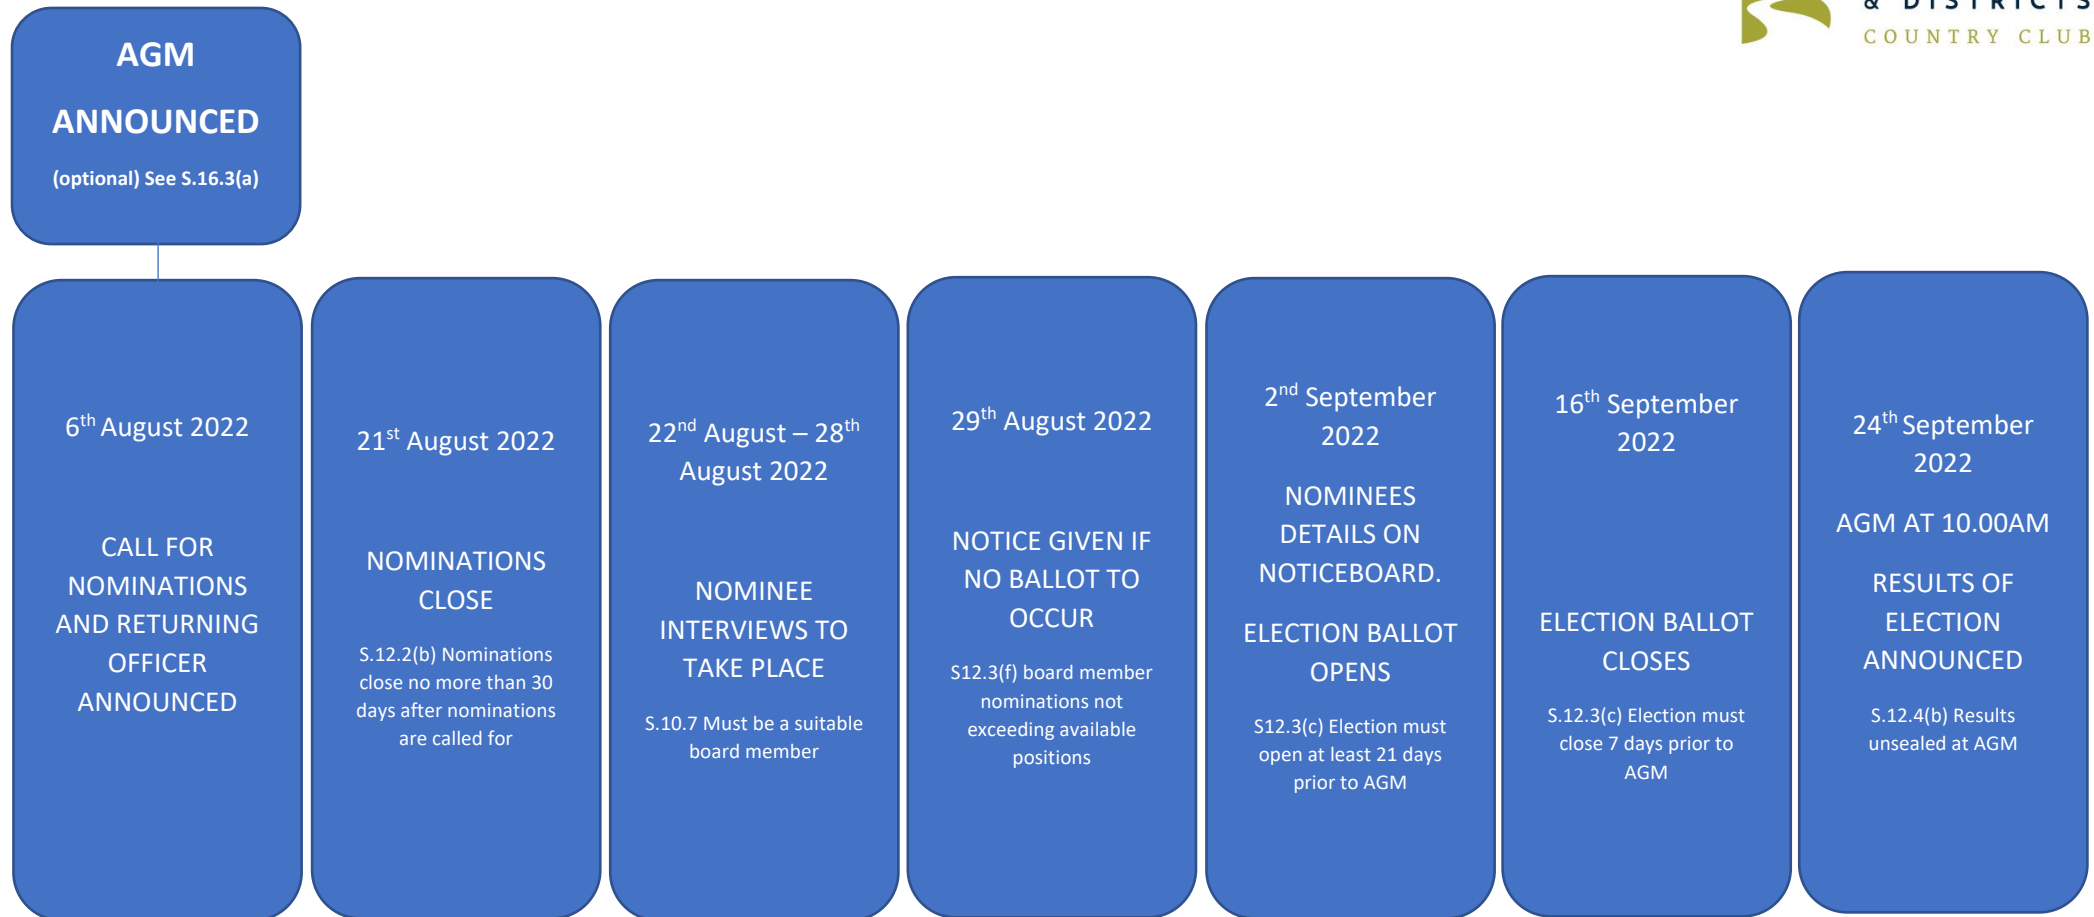 & DISTRICTS
COUNTRY CLUB
AGM
ANNOUNCED
(optional) See S.16.3(a)
6th August 2022
CALL FOR
NOMINATIONS
AND RETURNING
OFFICER
ANNOUNCED
21st August 2022
NOMINATIONS
CLOSE
S.12.2(b) Nominations
close no more than 30
days after nominations
are called for
22nd August – 28th
August 2022
NOMINEE
INTERVIEWS TO
TAKE PLACE
S.10.7 Must be a suitable
board member
29th August 2022
NOTICE GIVEN IF
NO BALLOT TO
OCCUR
S12.3(f) board member
nominations not
exceeding available
positions
2nd September
2022
NOMINEES
DETAILS ON
NOTICEBOARD.
ELECTION BALLOT
OPENS
S12.3(c) Election must
open at least 21 days
prior to AGM
16th September
2022
ELECTION BALLOT
CLOSES
S.12.3(c) Election must
close 7 days prior to
AGM
24th September
2022
AGM AT 10.00AM
RESULTS OF
ELECTION
ANNOUNCED
S.12.4(b) Results
unsealed at AGM